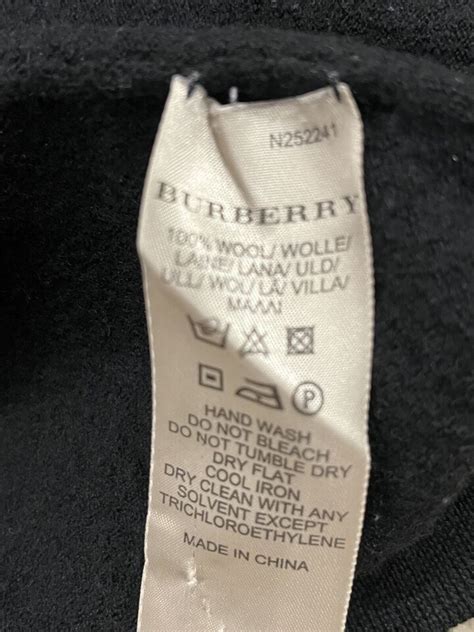 N252241
BURBERRY
100% WOOL/ WOLLE/
LAINE/ LANA/ ULD/
ULL/ WOL/ LÃ/ VILLA/
P
HAND WASH
DO NOT BLEACH
DO NOT TUMBLE DRY
DRY FLAT
COOL IRON
DRY CLEAN WITH ANY
SOLVENT EXCEPT
TRICHLOROETHYLENE
MADE IN CHINA